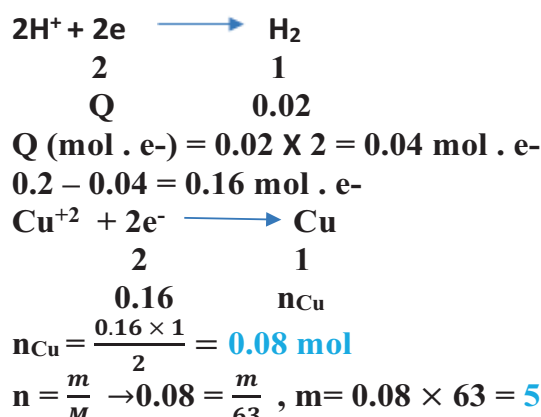 2H⁺ + 2e ⟶ H₂
2 1
Q 0.02
Q (mol . e-) = 0.02 X 2 = 0.04 mol . e-
0.2 – 0.04 = 0.16 mol . e-
Cu⁺² + 2e⁻ ⟶ Cu
2 1
0.16 nCu
nCu = (0.16 × 1)/2 = 0.08 mol
n = m/M →0.08 = m/63 , m= 0.08 × 63 = 5